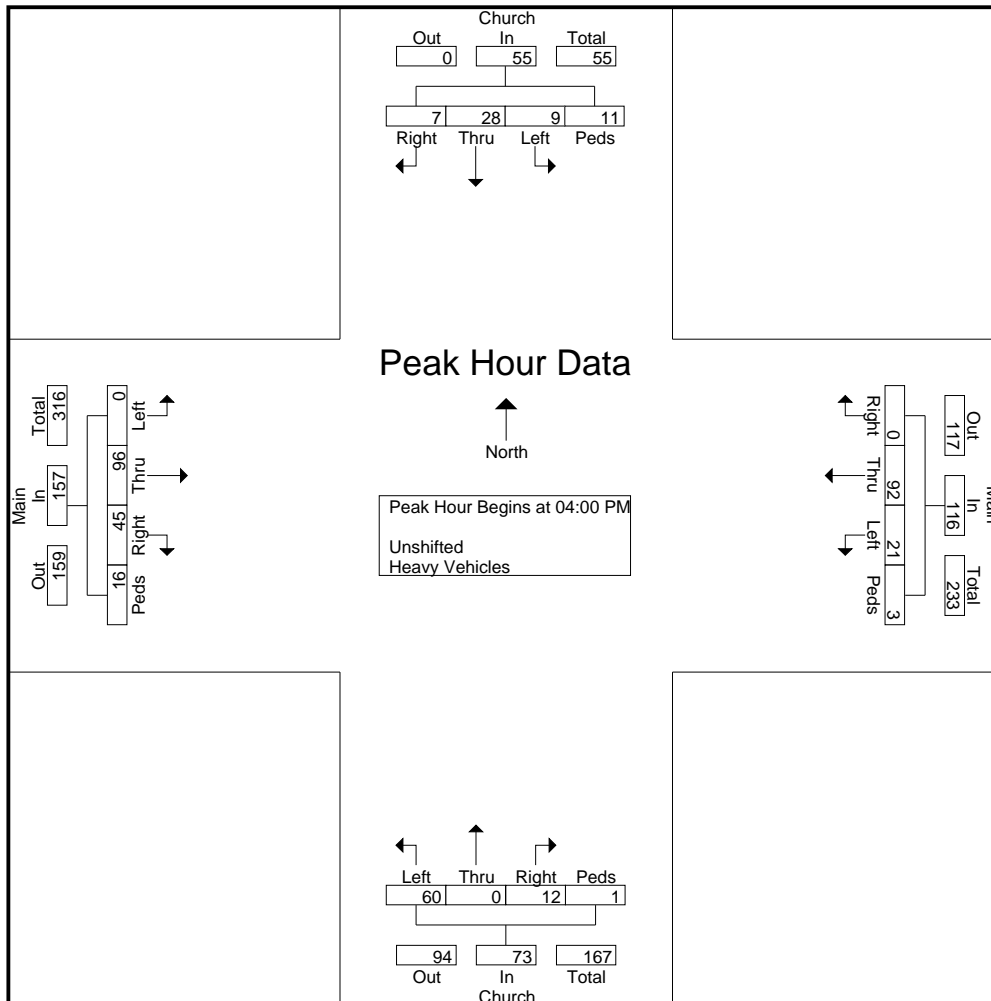 Church
Out In Total
0 55 55
7 28 9 11
Right Thru Left Peds
Peak Hour Data
North
Peak Hour Begins at 04:00 PM
Unshifted
Heavy Vehicles
Main
Out In Total
159 157 316
16 45 96 0
Peds Right Thru Left
Main
Out In Total
117 116 233
0 92 21 3
Right Thru Left Peds
Left Thru Right Peds
60 0 12 1
94 73 167
Out In Total
Church